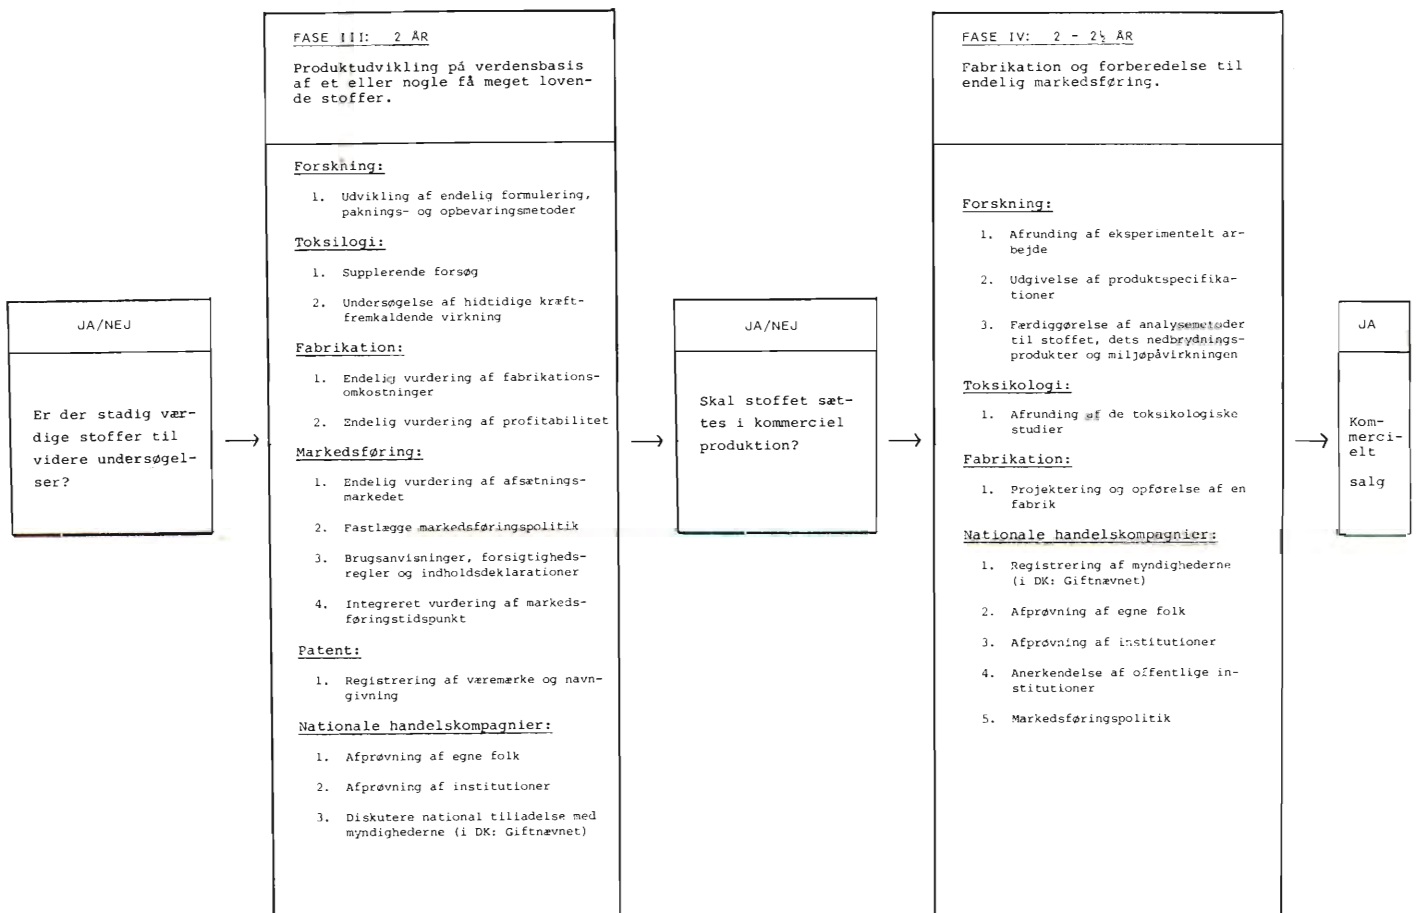 JA/NEJ
Er der stadig vær-
dige stoffer til
videre undersøgel-
ser?
FASE III: 2 ÅR
Produktudvikling på verdensbasis
af et eller nogle få meget loven-
de stoffer.
Forskning:
1. Udvikling af endelig formulering,
paknings- og opbevaringsmetoder
Toksilogi:
1. Supplerende forsøg
2. Undersøgelse af hidtidige kræft-
fremkaldende virkning
Fabrikation:
1. Endelig vurdering af fabrikations-
omkostninger
2. Endelig vurdering af profitabilitet
Markedsføring:
1. Endelig vurdering af afsætnings-
markedet
2. Fastlægge markedsføringspolitik
3. Brugsanvisninger, forsigtigheds-
regler og indholdsdeklarationer
4. Integreret vurdering af markeds-
føringstidspunkt
Patent:
1. Registrering af væremærke og navn-
givning
Nationale handelskompagnier:
1. Afprøvning af egne folk
2. Afprøvning af institutioner
3. Diskutere national tilladelse med
myndighederne (i DK: Giftnævnet)
JA/NEJ
Skal stoffet sæt-
tes i kommerciel
produktion?
FASE IV: 2 - 2½ ÅR
Fabrikation og forberedelse til
endelig markedsføring.
Forskning:
1. Afrunding af eksperimentelt ar-
bejde
2. Udgivelse af produktspecifika-
tioner
3. Færdiggørelse af analysemetoder
til stoffet, dets nedbrydnings-
produkter og miljøpåvirkningen
Toksikologi:
1. Afrunding af de toksikologiske
studier
Fabrikation:
1. Projektering og opførelse af en
fabrik
Nationale handelskompagnier:
1. Registrering af myndighederne
(i DK: Giftnævnet)
2. Afprøvning af egne folk
3. Afprøvning af institutioner
4. Anerkendelse af offentlige in-
stitutioner
5. Markedsføringspolitik
JA
Kom-
merci-
elt
salg